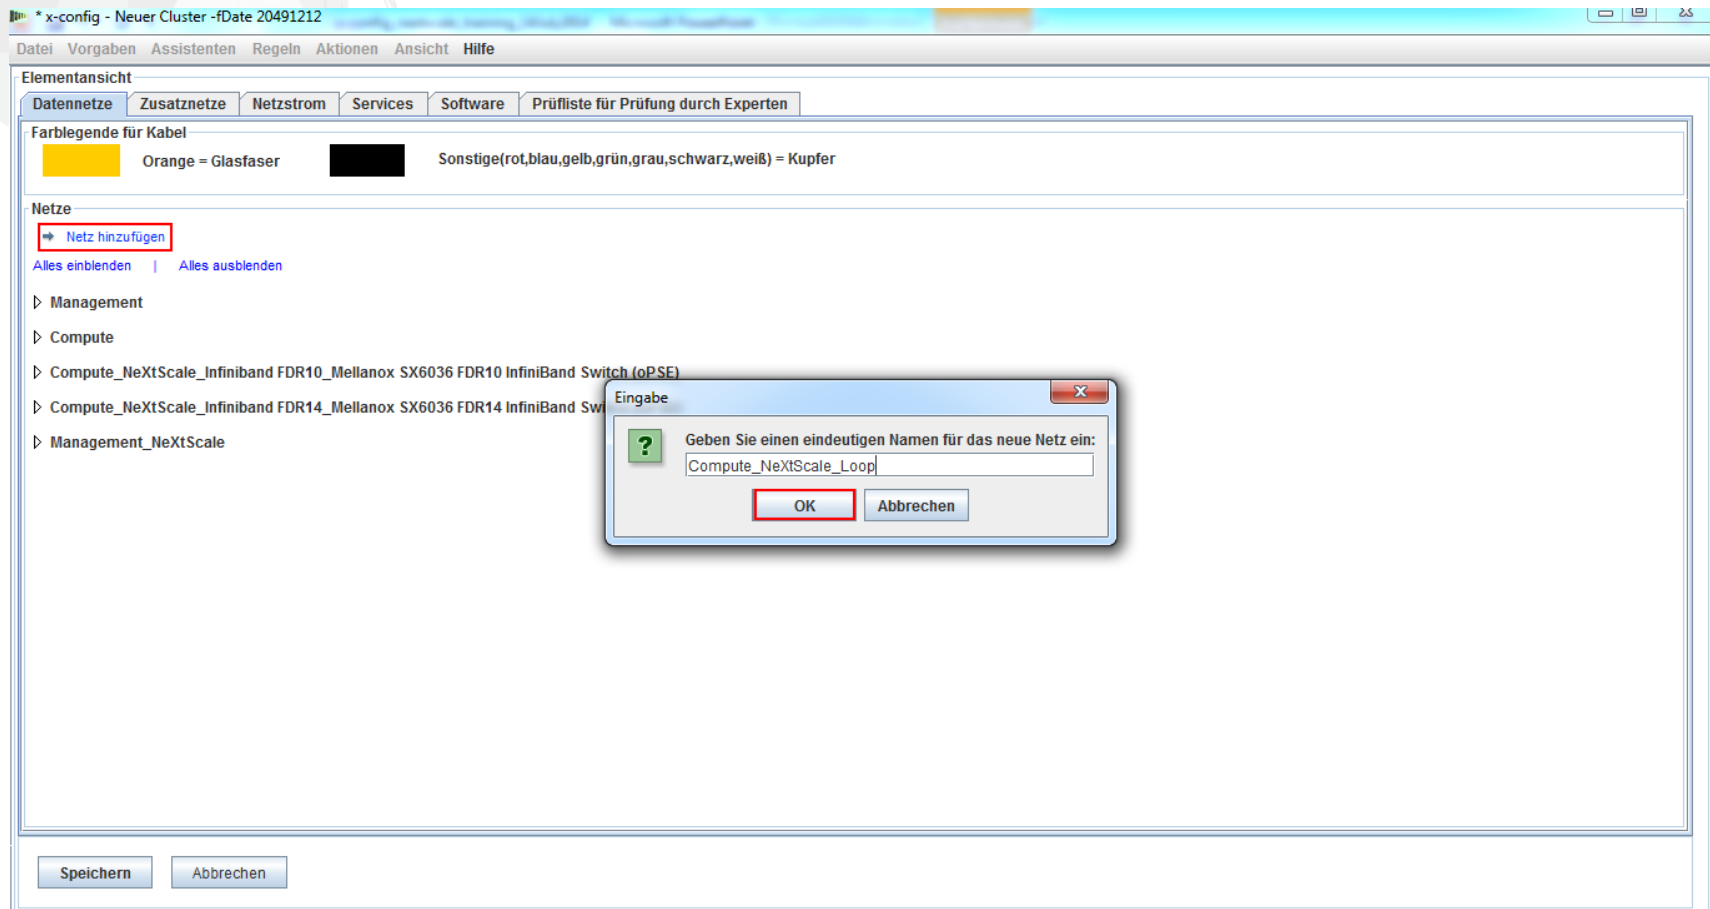 * x-config - Neuer Cluster -fDate 20491212
Datei Vorgaben Assistenten Regeln Aktionen Ansicht Hilfe
Elementansicht
Datennetze Zusatznetze Netzstrom Services Software Prüfliste für Prüfung durch Experten
Farblegende für Kabel
Orange = Glasfaser Sonstige(rot,blau,gelb,grün,grau,schwarz,weiß) = Kupfer
Netze
Netz hinzufügen
Alles einblenden | Alles ausblenden
Management
Compute
Compute_NeXtScale_Infiniband FDR10_Mellanox SX6036 FDR10 InfiniBand Switch (oPSE)
Compute_NeXtScale_Infiniband FDR14_Mellanox SX6036 FDR14 InfiniBand
Management_NeXtScale
Eingabe
Geben Sie einen eindeutigen Namen für das neue Netz ein:
Compute_NeXtScale_Loop
OK Abbrechen
Speichern Abbrechen